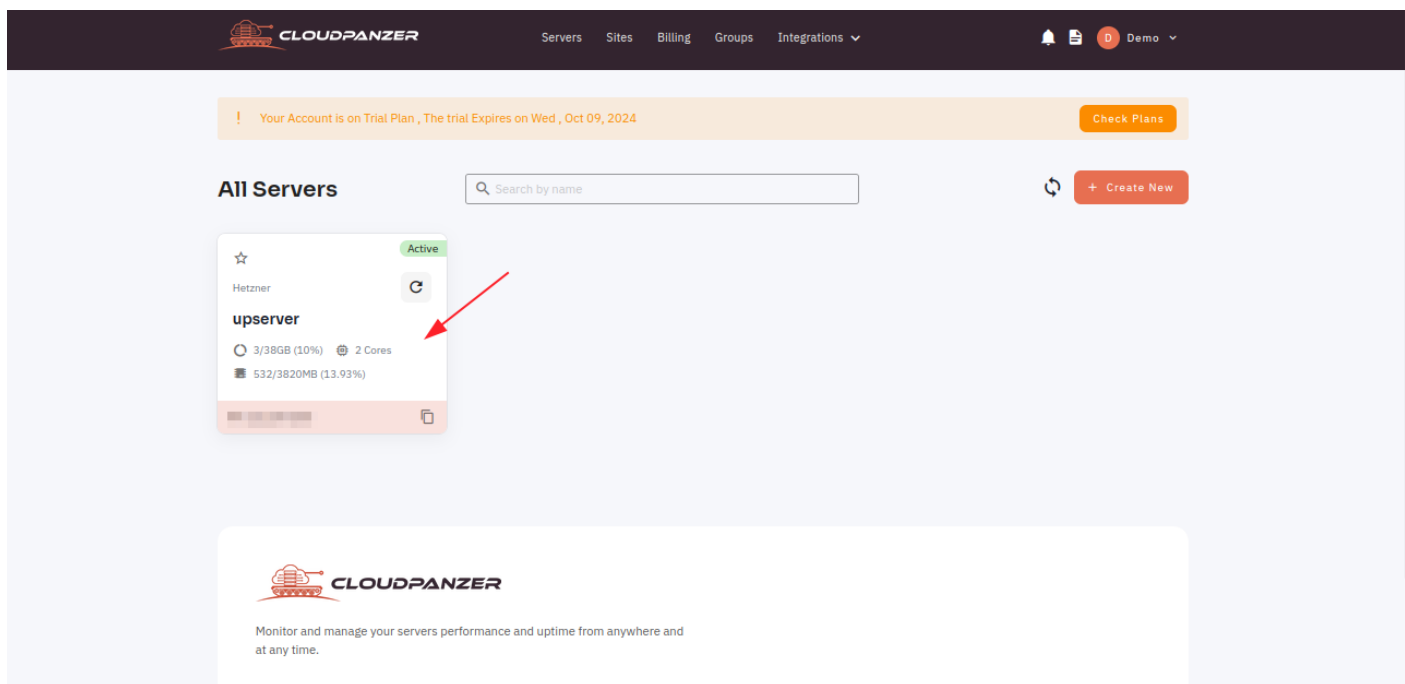 CLOUDPANZER
Servers Sites Billing Groups Integrations
D Demo
! Your Account is on Trial Plan , The trial Expires on Wed , Oct 09, 2024
Check Plans
All Servers
Search by name
+ Create New
Active
Hetzner
upserver
3/38GB (10%) 2 Cores
532/3820MB (13.93%)
CLOUDPANZER
Monitor and manage your servers performance and uptime from anywhere and
at any time.